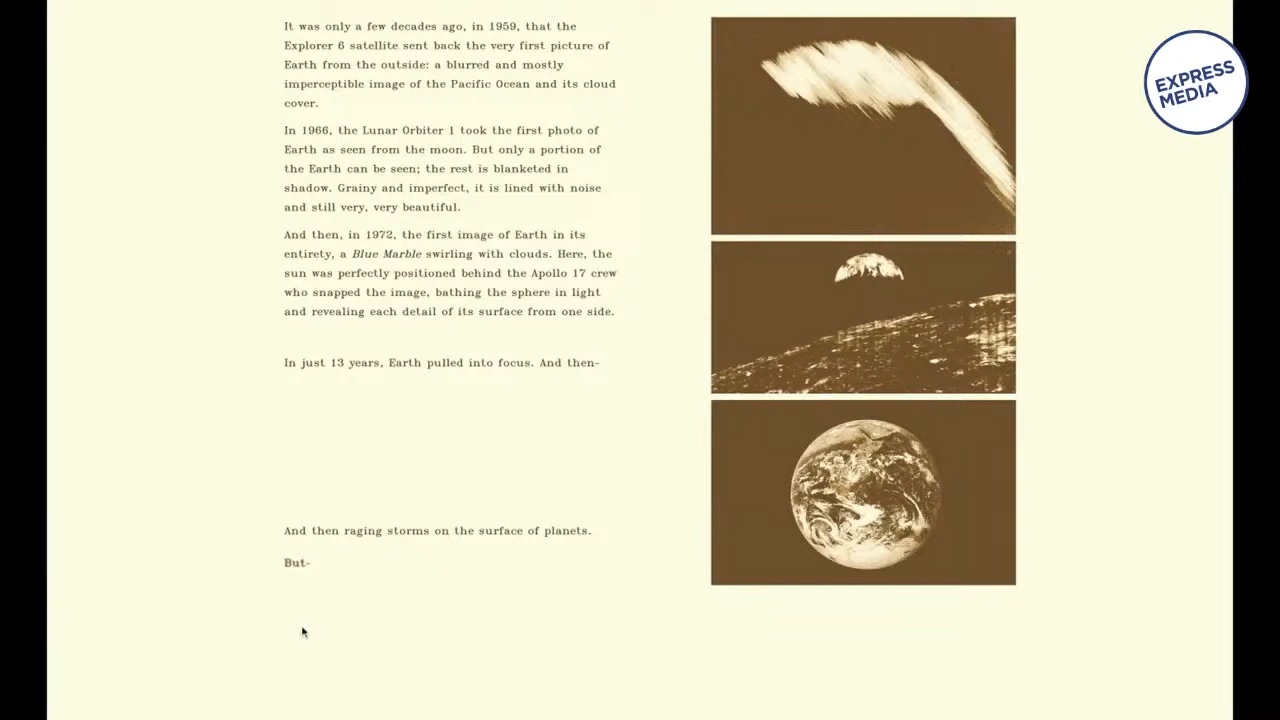 It was only a few decades ago, in 1959, that the
Explorer 6 satellite sent back the very first picture of
Earth from the outside: a blurred and mostly
imperceptible image of the Pacific Ocean and its cloud
cover.
In 1966, the Lunar Orbiter 1 took the first photo of
Earth as seen from the moon. But only a portion of
the Earth can be seen; the rest is blanketed in
shadow. Grainy and imperfect, it is lined with noise
and still very, very beautiful.
And then, in 1972, the first image of Earth in its
entirety, a Blue Marble swirling with clouds. Here, the
sun was perfectly positioned behind the Apollo 17 crew
who snapped the image, bathing the sphere in light
and revealing each detail of its surface from one side.
In just 13 years, Earth pulled into focus. And then-
And then raging storms on the surface of planets.
But-
EXPRESS
MEDIA